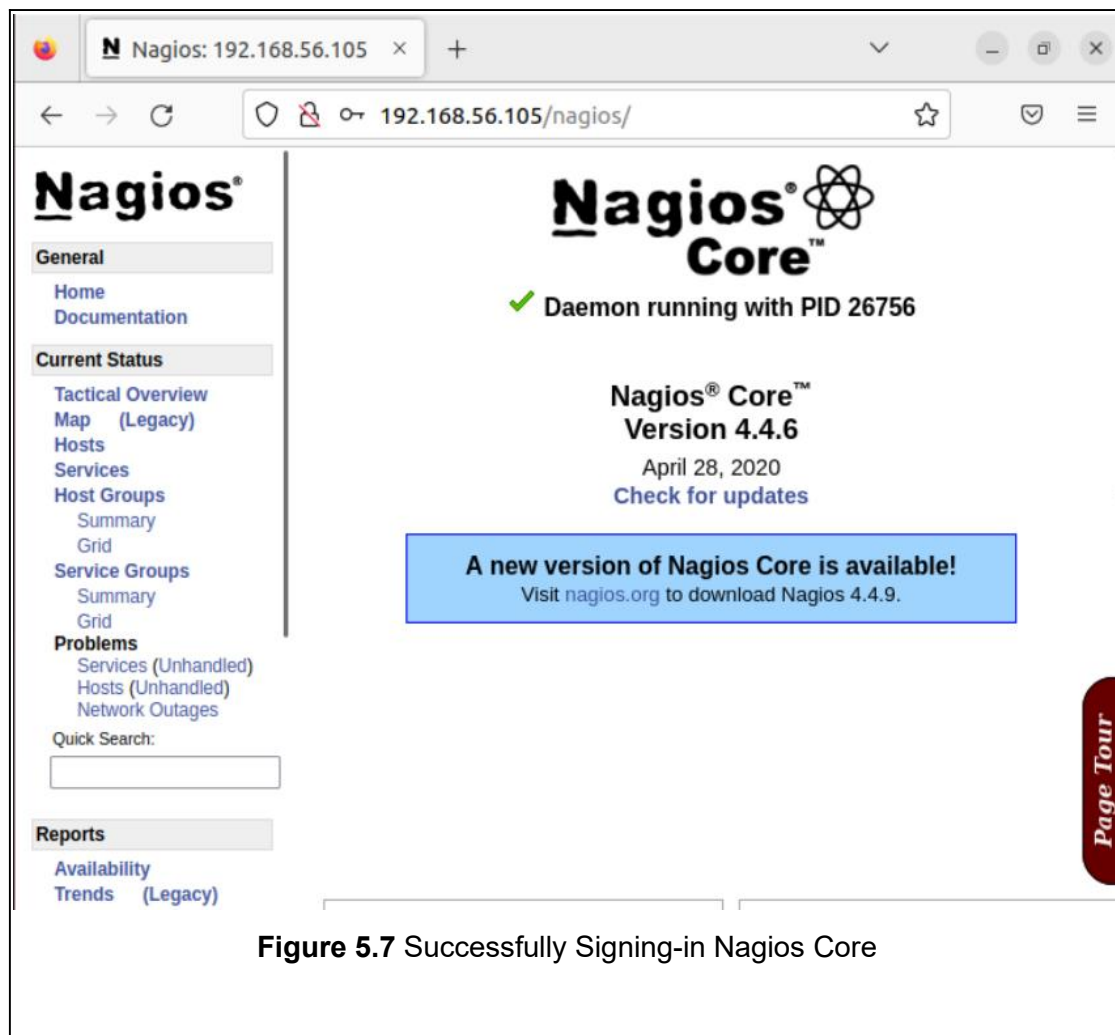 N Nagios: 192.168.56.105
192.168.56.105/nagios/
Nagios®
General
Home
Documentation
Current Status
Tactical Overview
Map (Legacy)
Hosts
Services
Host Groups
Summary
Grid
Service Groups
Summary
Grid
Problems
Services (Unhandled)
Hosts (Unhandled)
Network Outages
Quick Search:
Reports
Availability
Trends (Legacy)
Nagios®
Core™
Daemon running with PID 26756
Nagios® Core™
Version 4.4.6
April 28, 2020
Check for updates
A new version of Nagios Core is available!
Visit nagios.org to download Nagios 4.4.9.
Page Tour
Figure 5.7 Successfully Signing-in Nagios Core